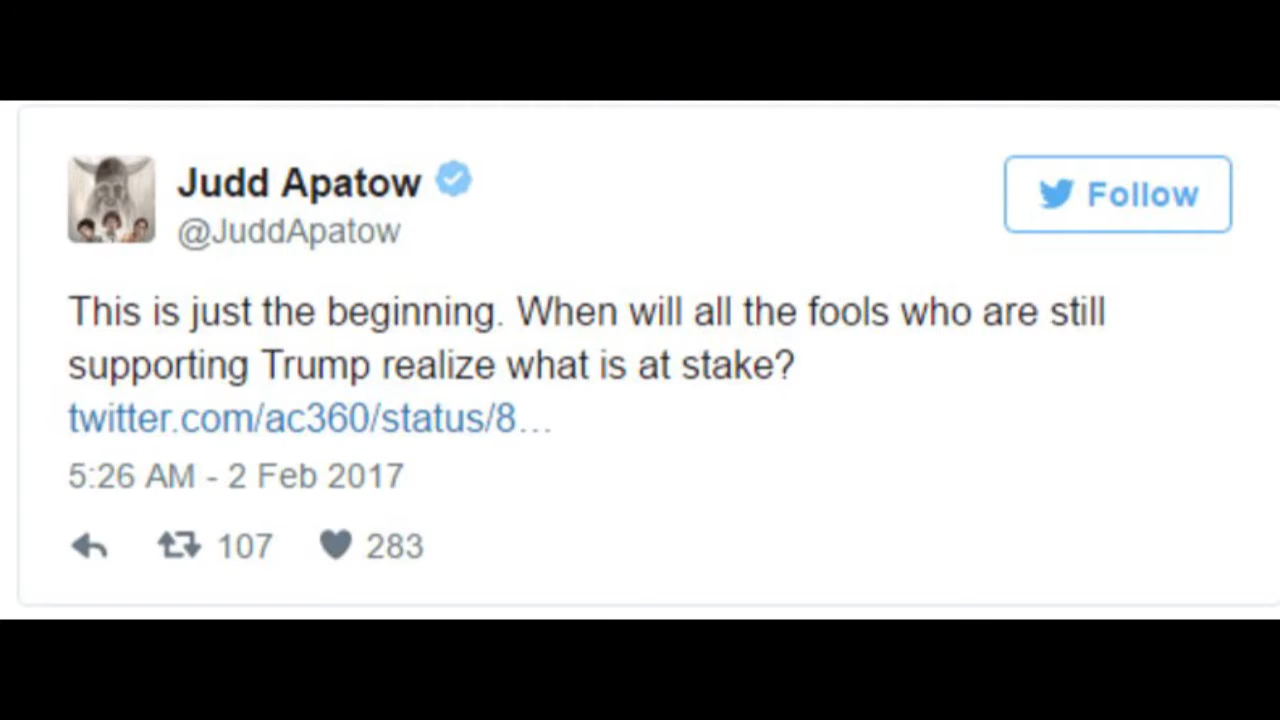 Judd Apatow
@JuddApatow
Follow
This is just the beginning. When will all the fools who are still
supporting Trump realize what is at stake?
twitter.com/ac360/status/8...
5:26 AM - 2 Feb 2017
107 283